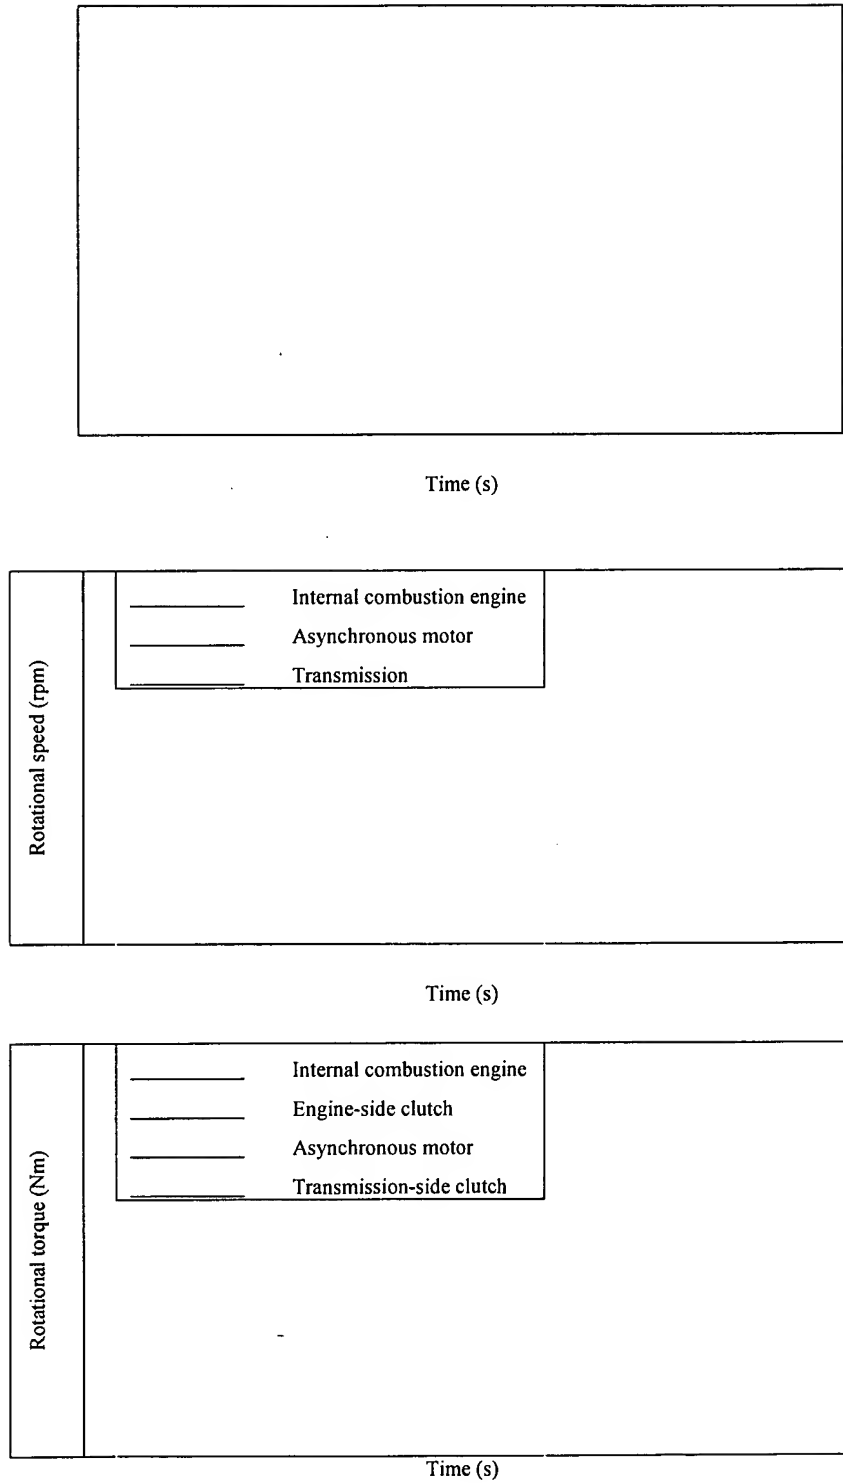 Time (s)
Rotational speed (rpm)
Internal combustion engine
Asynchronous motor
Transmission
Time (s)
Rotational torque (Nm)
Internal combustion engine
Engine-side clutch
Asynchronous motor
Transmission-side clutch
Time (s)